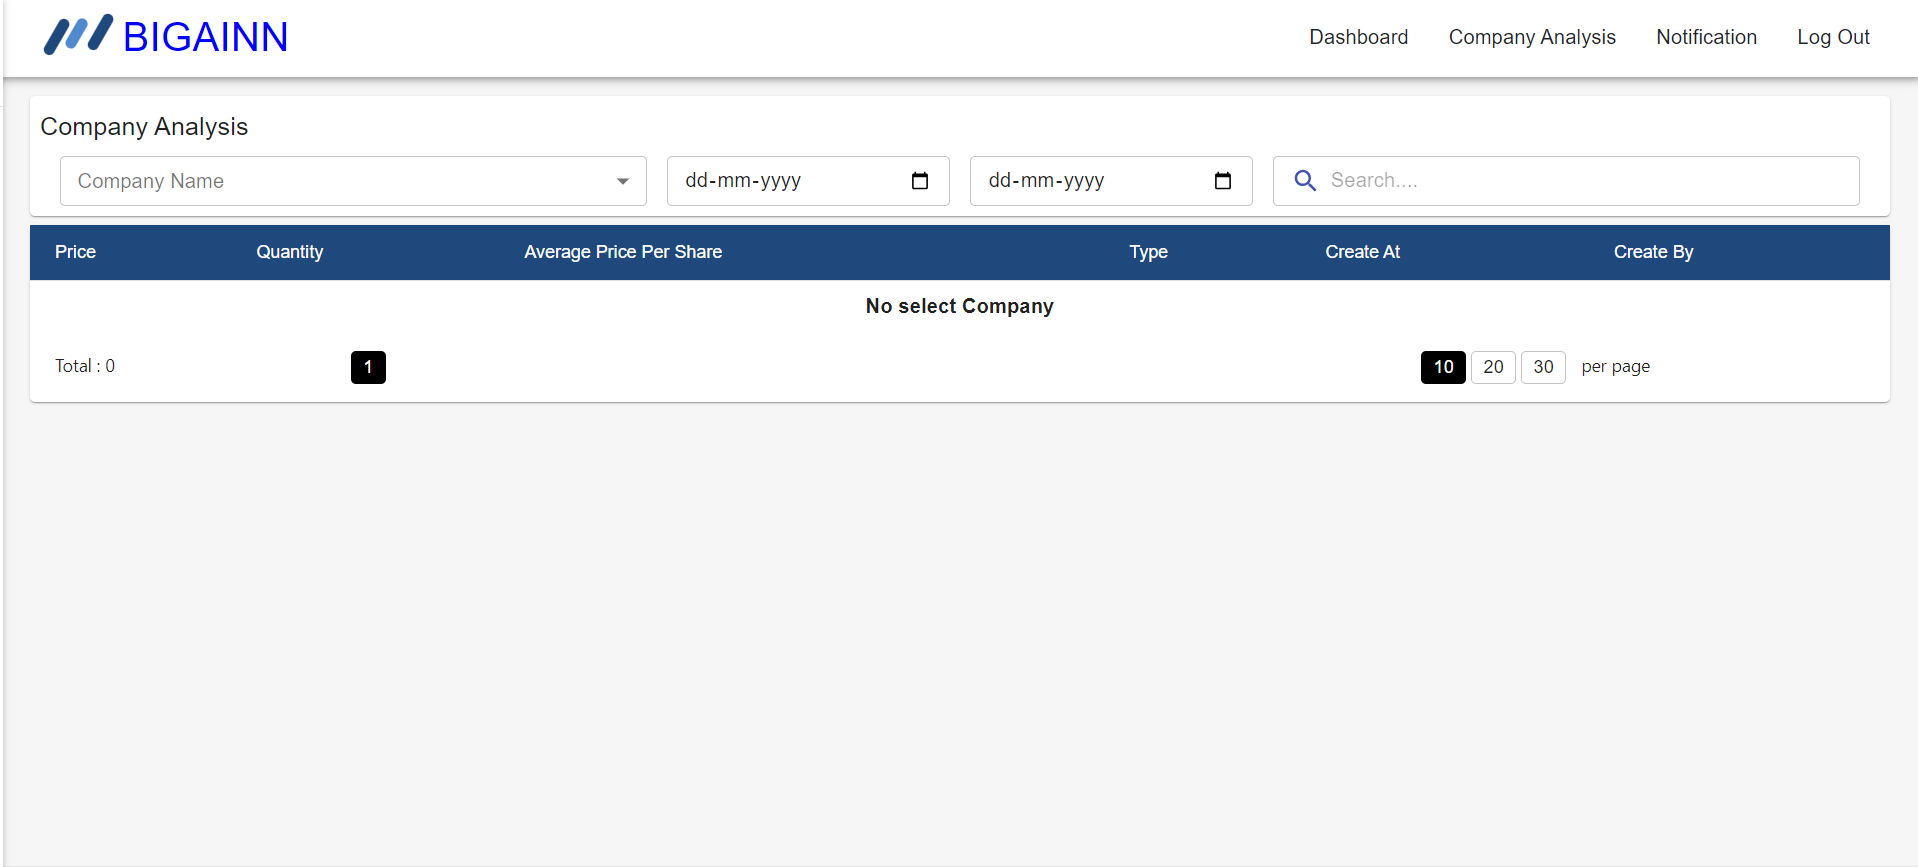 BIGAINN Dashboard Company Analysis Notification Log Out
Company Analysis
Company Name dd-mm-yyyy dd-mm-yyyy Search....
Price Quantity Average Price Per Share Type Create At Create By
No select Company
Total : 0 1 10 20 30 per page